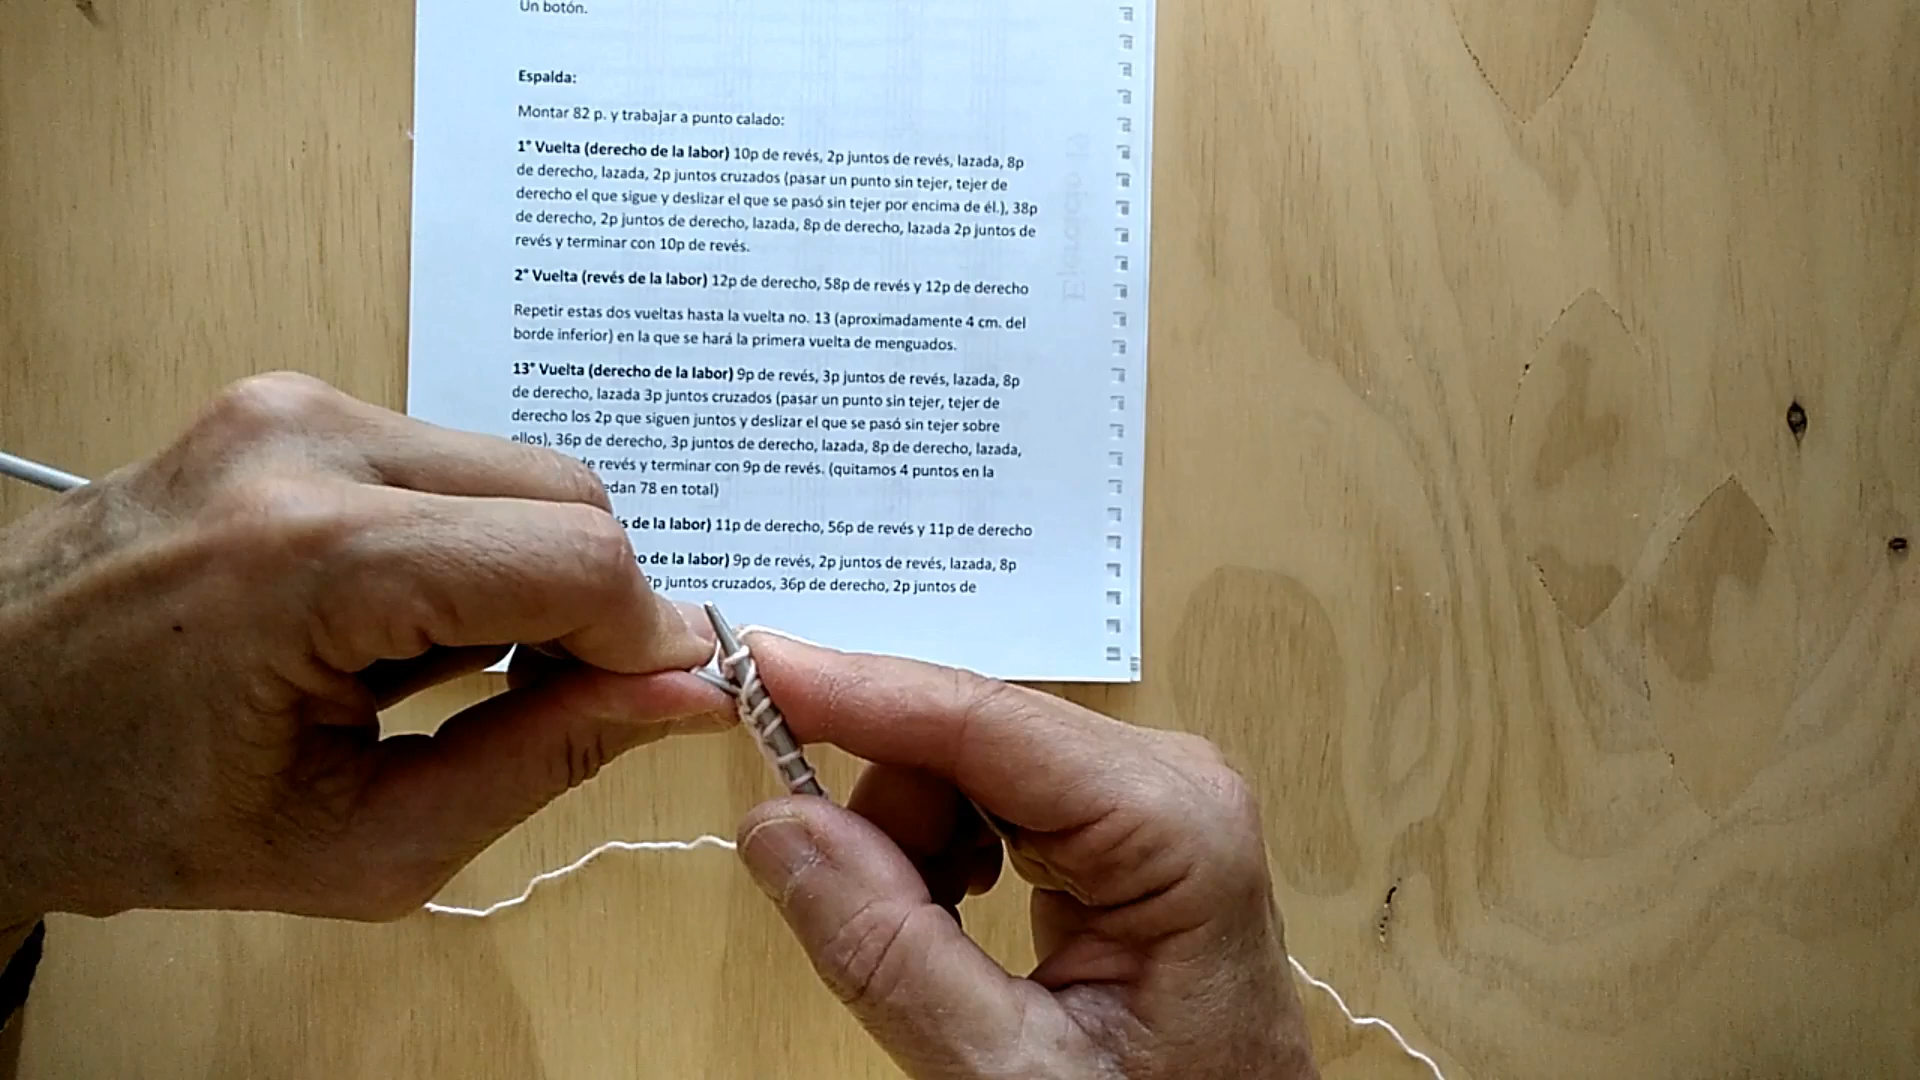 Un botón.
Espalda:
Montar 82 p. y trabajar a punto calado:
1° Vuelta (derecho de la labor) 10p de revés, 2p juntos de revés, lazada, 8p
de derecho, lazada, 2p juntos cruzados (pasar un punto sin tejer, tejer de
derecho el que sigue y deslizar el que se pasó sin tejer por encima de él.), 38p
de derecho, 2p juntos de derecho, lazada, 8p de derecho, lazada 2p juntos de
revés y terminar con 10p de revés.
2° Vuelta (revés de la labor) 12p de derecho, 58p de revés y 12p de derecho
Repetir estas dos vueltas hasta la vuelta no. 13 (aproximadamente 4 cm. del
borde inferior) en la que se hará la primera vuelta de menguados.
13° Vuelta (derecho de la labor) 9p de revés, 3p juntos de revés, lazada, 8p
de derecho, lazada 3p juntos cruzados (pasar un punto sin tejer, tejer de
derecho los 2p que siguen juntos y deslizar el que se pasó sin tejer sobre
ellos), 36p de derecho, 3p juntos de derecho, lazada, 8p de derecho, lazada,
de revés y terminar con 9p de revés. (quitamos 4 puntos en la
edan 78 en total)
s de la labor) 11p de derecho, 56p de revés y 11p de derecho
o de la labor) 9p de revés, 2p juntos de revés, lazada, 8p
2p juntos cruzados, 36p de derecho, 2p juntos de